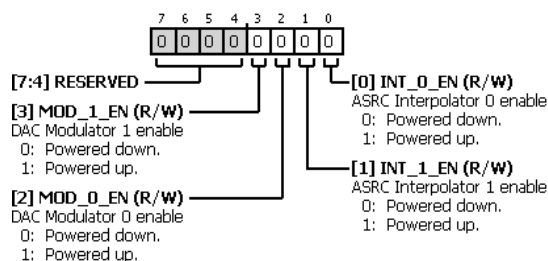 7 6 5 4 3 2 1 0
0 0 0 0 0 0 0 0
[7:4] RESERVED
[3] MOD_1_EN (R/W)
DAC Modulator 1 enable
0: Powered down.
1: Powered up.
[2] MOD_0_EN (R/W)
DAC Modulator 0 enable
0: Powered down.
1: Powered up.
[0] INT_0_EN (R/W)
ASRC Interpolator 0 enable
0: Powered down.
1: Powered up.
[1] INT_1_EN (R/W)
ASRC Interpolator 1 enable
0: Powered down.
1: Powered up.